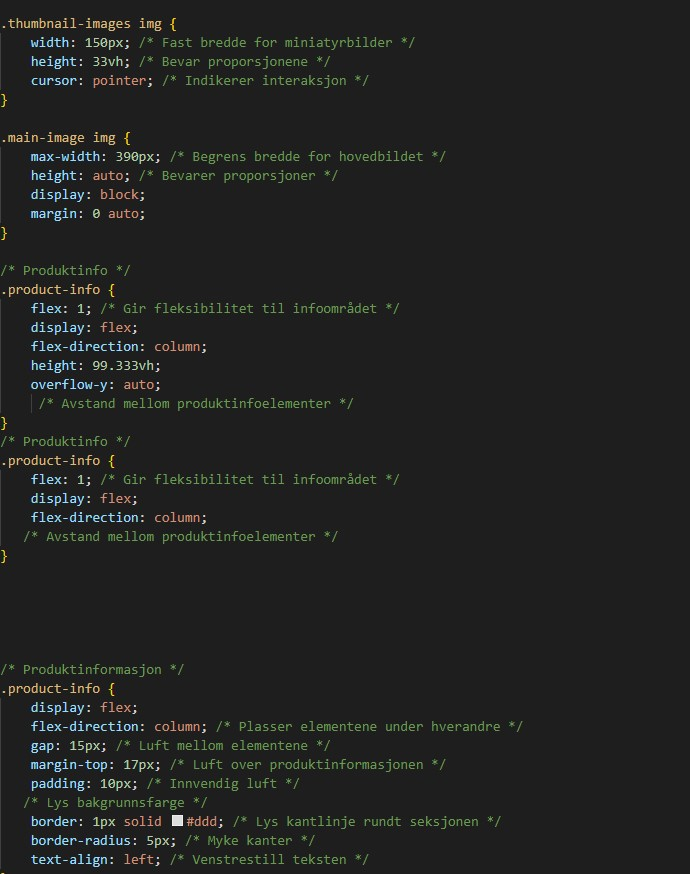 .thumbnail-images img {
    width: 150px; /* Fast bredde for miniatyrbilder */
    height: 33vh; /* Bevar proporsjonene */
    cursor: pointer; /* Indikerer interaksjon */
}
.main-image img {
    max-width: 390px; /* Begrens bredde for hovedbildet */
    height: auto; /* Bevarer proporsjoner */
    display: block;
    margin: 0 auto;
}
/* Produktinfo */
.product-info {
    flex: 1; /* Gir fleksibilitet til infoområdet */
    display: flex;
    flex-direction: column;
    height: 99.333vh;
    overflow-y: auto;
     /* Avstand mellom produktinfoelementer */
}
/* Produktinfo */
.product-info {
    flex: 1; /* Gir fleksibilitet til infoområdet */
    display: flex;
    flex-direction: column;
   /* Avstand mellom produktinfoelementer */
}
/* Produktinformasjon */
.product-info {
    display: flex;
    flex-direction: column; /* Plasser elementene under hverandre */
    gap: 15px; /* Luft mellom elementene */
    margin-top: 17px; /* Luft over produktinformasjonen */
    padding: 10px; /* Innvendig luft */
   /* Lys bakgrunnsfarge */
    border: 1px solid #ddd; /* Lys kantlinje rundt seksjonen */
    border-radius: 5px; /* Myke kanter */
    text-align: left; /* Venstrestill teksten */